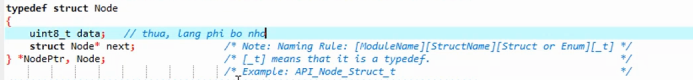 typedef struct Node
{
uint8_t data; // thua, lang phi bo nho
struct Node* next; /* Note: Naming Rule: [ModuleName][StructName][Struct or Enum][_t] */
} *NodePtr, Node; /* [_t] means that it is a typedef. */
/* Example: API_Node_Struct_t */